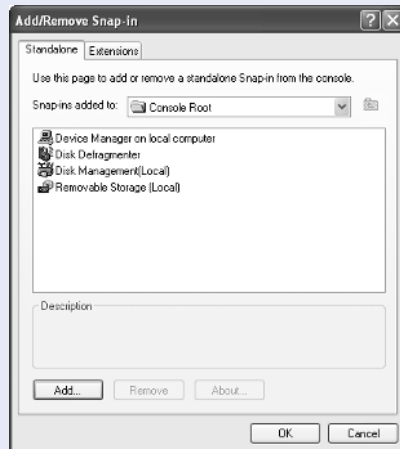 Add/Remove Snap-in
Standalone Extensions
Use this page to add or remove a standalone Snap-in from the console.
Snap-ins added to: Console Root
Device Manager on local computer
Disk Defragmenter
Disk Management(Local)
Removable Storage (Local)
Description
Add... Remove About...
OK Cancel